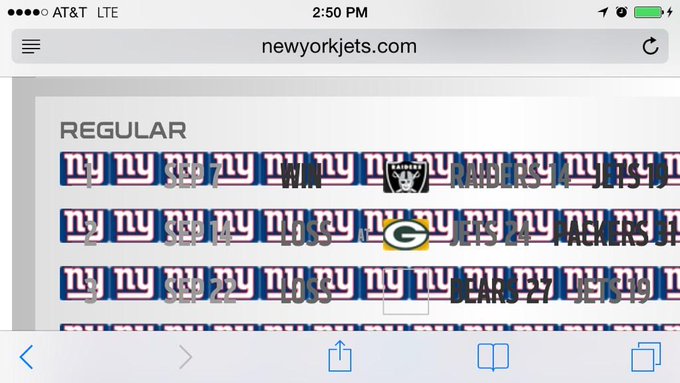 AT&T LTE 2:50 PM
newyorkjets.com
REGULAR
1 SEP 7 WIN RAIDERS 14 JETS 19
2 SEP 14 LOSS AT JETS 24 PACKERS 31
3 SEP 22 LOSS BEARS 27 JETS 19